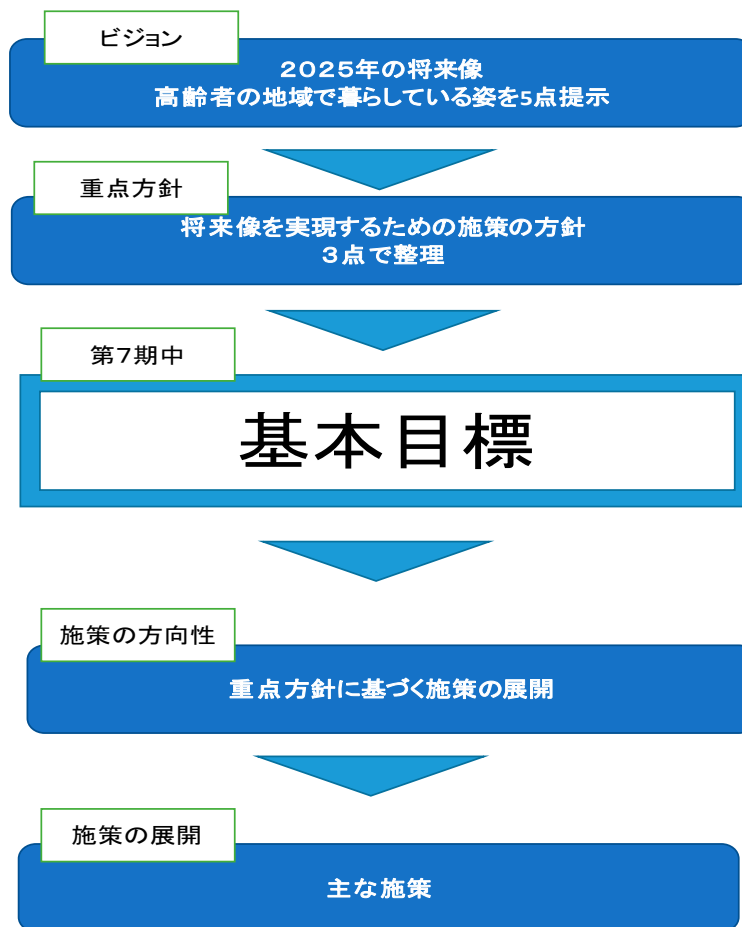 ビジョン
２０２５年の将来像
高齢者の地域で暮らしている姿を5点提示
重点方針
将来像を実現するための施策の方針
３点で整理
第７期中
基本目標
施策の方向性
重点方針に基づく施策の展開
施策の展開
主な施策